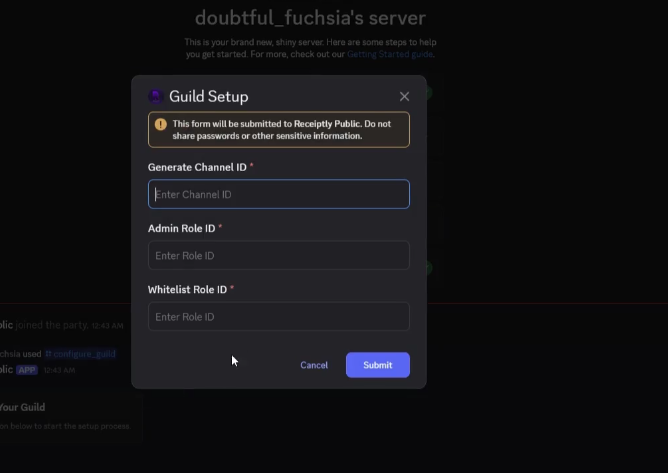 doubtful_fuchsia's server
This is your brand new, shiny server. Here are some steps to help
you get started. For more, check out our Getting Started guide.
Guild Setup
This form will be submitted to Receiptly Public. Do not
share passwords or other sensitive information.
Generate Channel ID *
Enter Channel ID
Admin Role ID *
Enter Role ID
Whitelist Role ID *
Enter Role ID
Cancel
Submit
blic joined the party. 12:43 AM
chsia used configure_guild
blic APP 12:43 AM
Your Guild
on below to start the setup process